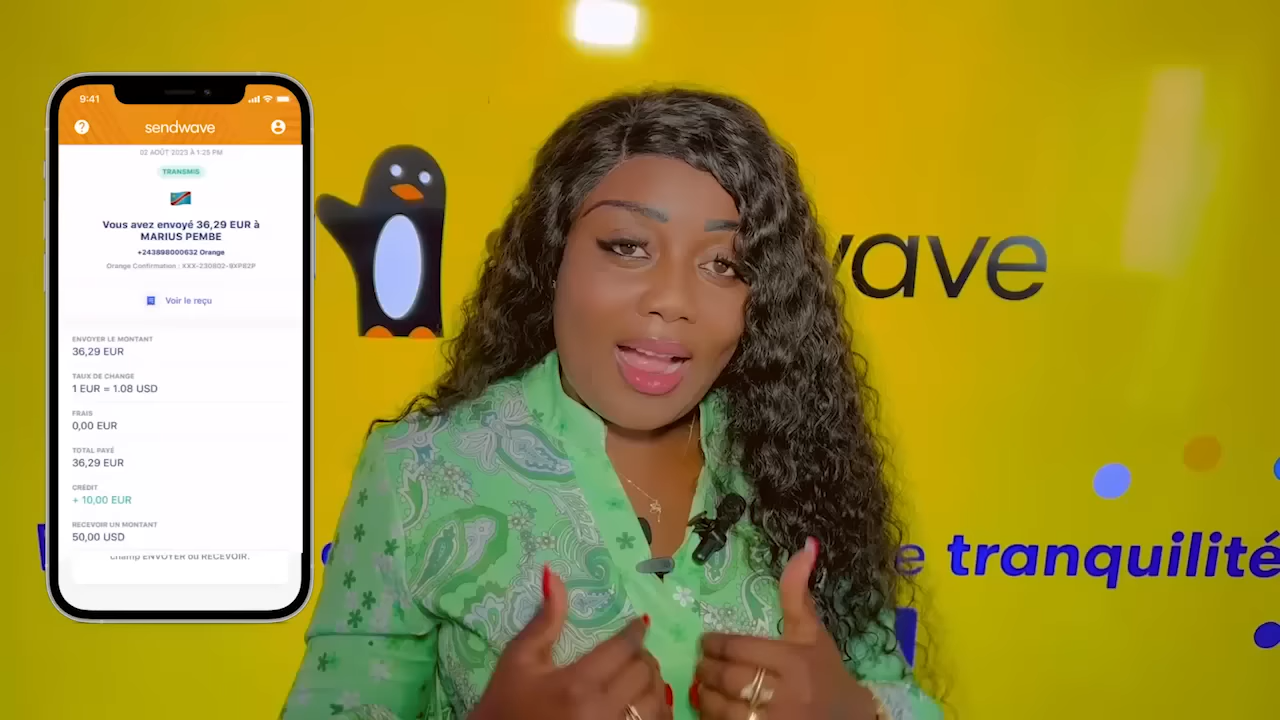 9:41
sendwave
02 AOÛT 2023 À 1:25 PM
TRANSMIS
Vous avez envoyé 36,29 EUR à
MARIUS PEMBE
+243898000632 Orange
Orange Confirmation : XXX-230802-9XP82P
Voir le reçu
ENVOYER LE MONTANT
36,29 EUR
TAUX DE CHANGE
1 EUR = 1.08 USD
FRAIS
0,00 EUR
TOTAL PAYÉ
36,29 EUR
CRÉDIT
+ 10,00 EUR
RECEVOIR UN MONTANT
50,00 USD
champ ENVOYER ou RECEVOIR.
wave
e tranquilité